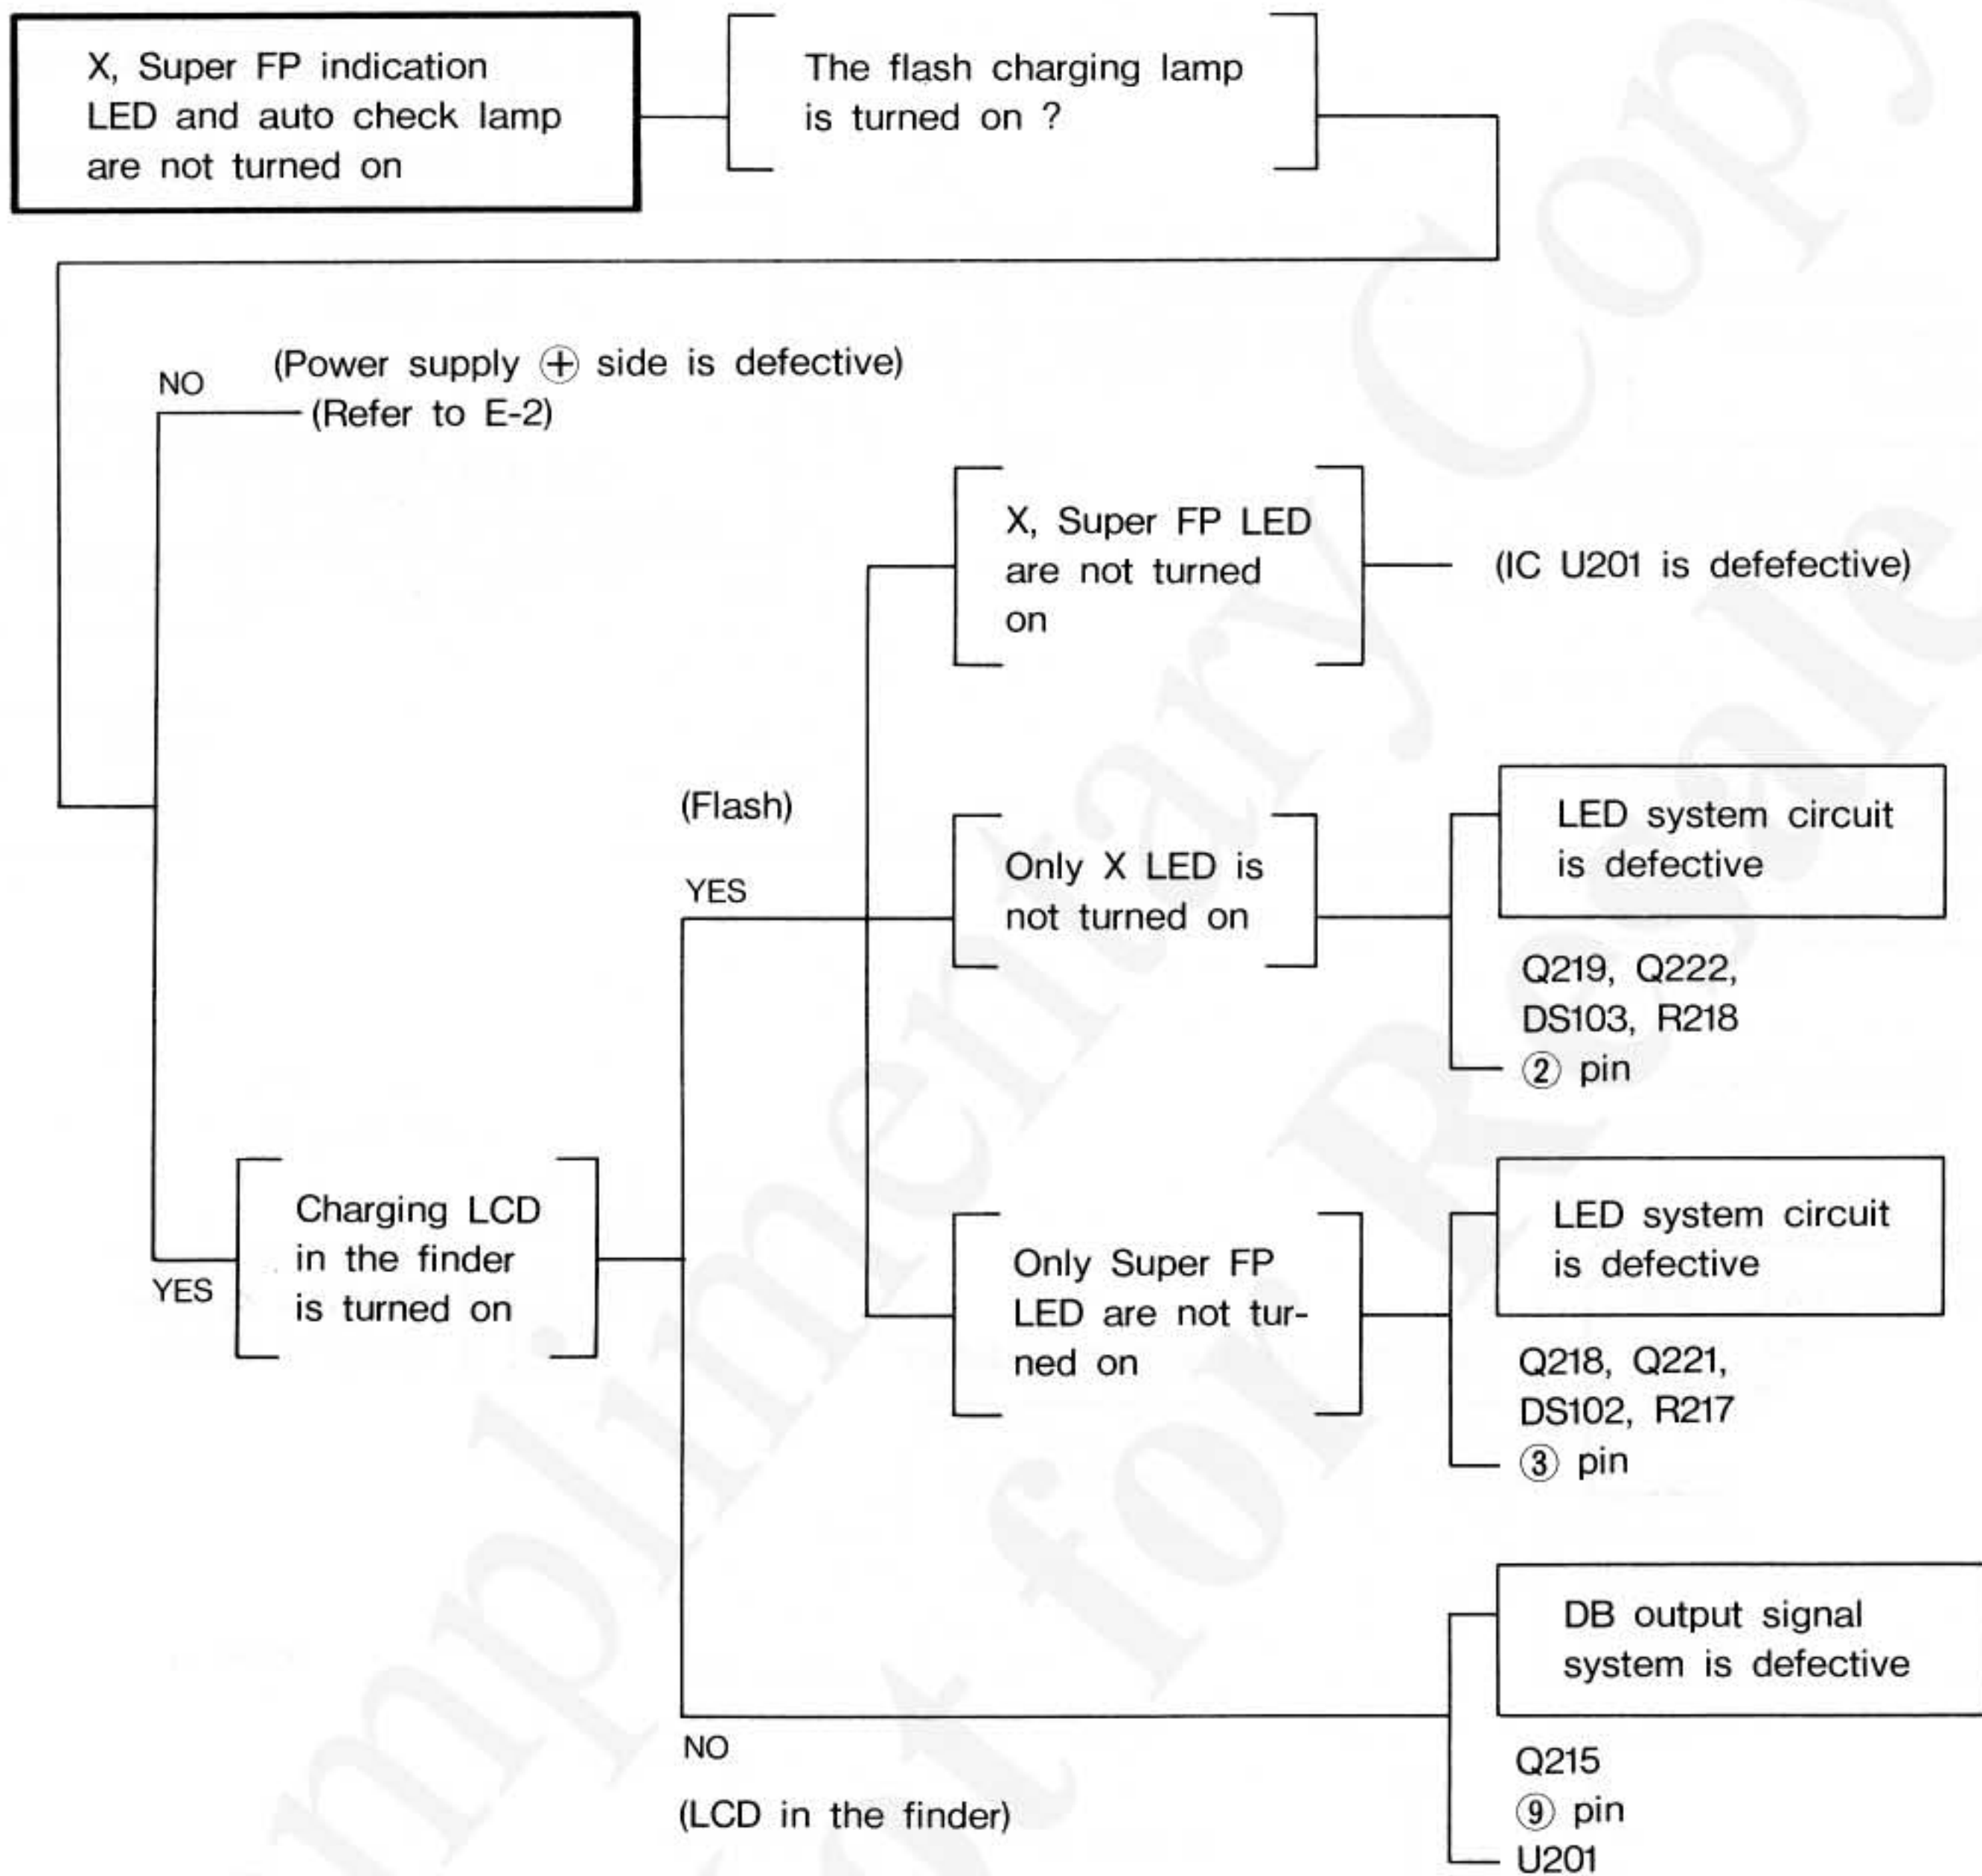 X, Super FP indication
LED and auto check lamp
are not turned on
The flash charging lamp
is turned on ?
NO
(Power supply ⊕ side is defective)
(Refer to E-2)
X, Super FP LED
are not turned
on
(IC U201 is defefective)
(Flash)
YES
Only X LED is
not turned on
LED system circuit
is defective
Q219, Q222,
DS103, R218
② pin
YES
Charging LCD
in the finder
is turned on
Only Super FP
LED are not tur-
ned on
LED system circuit
is defective
Q218, Q221,
DS102, R217
③ pin
NO
(LCD in the finder)
DB output signal
system is defective
Q215
⑨ pin
U201
Complimentary Copy
Not for Resale